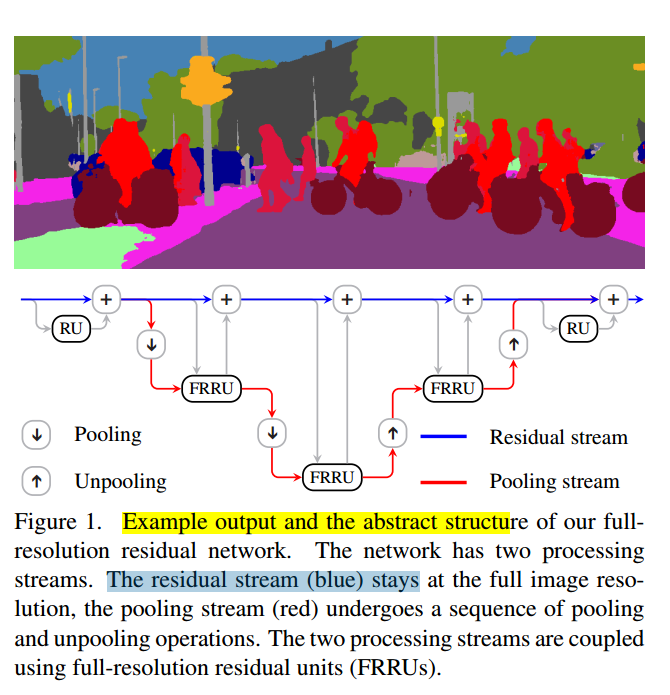 RU
RU
FRRU
FRRU
FRRU
Pooling
Residual stream
Unpooling
Pooling stream
Figure 1. Example output and the abstract structure of our full-
resolution residual network. The network has two processing
streams. The residual stream (blue) stays at the full image reso-
lution, the pooling stream (red) undergoes a sequence of pooling
and unpooling operations. The two processing streams are coupled
using full-resolution residual units (FRRUs).